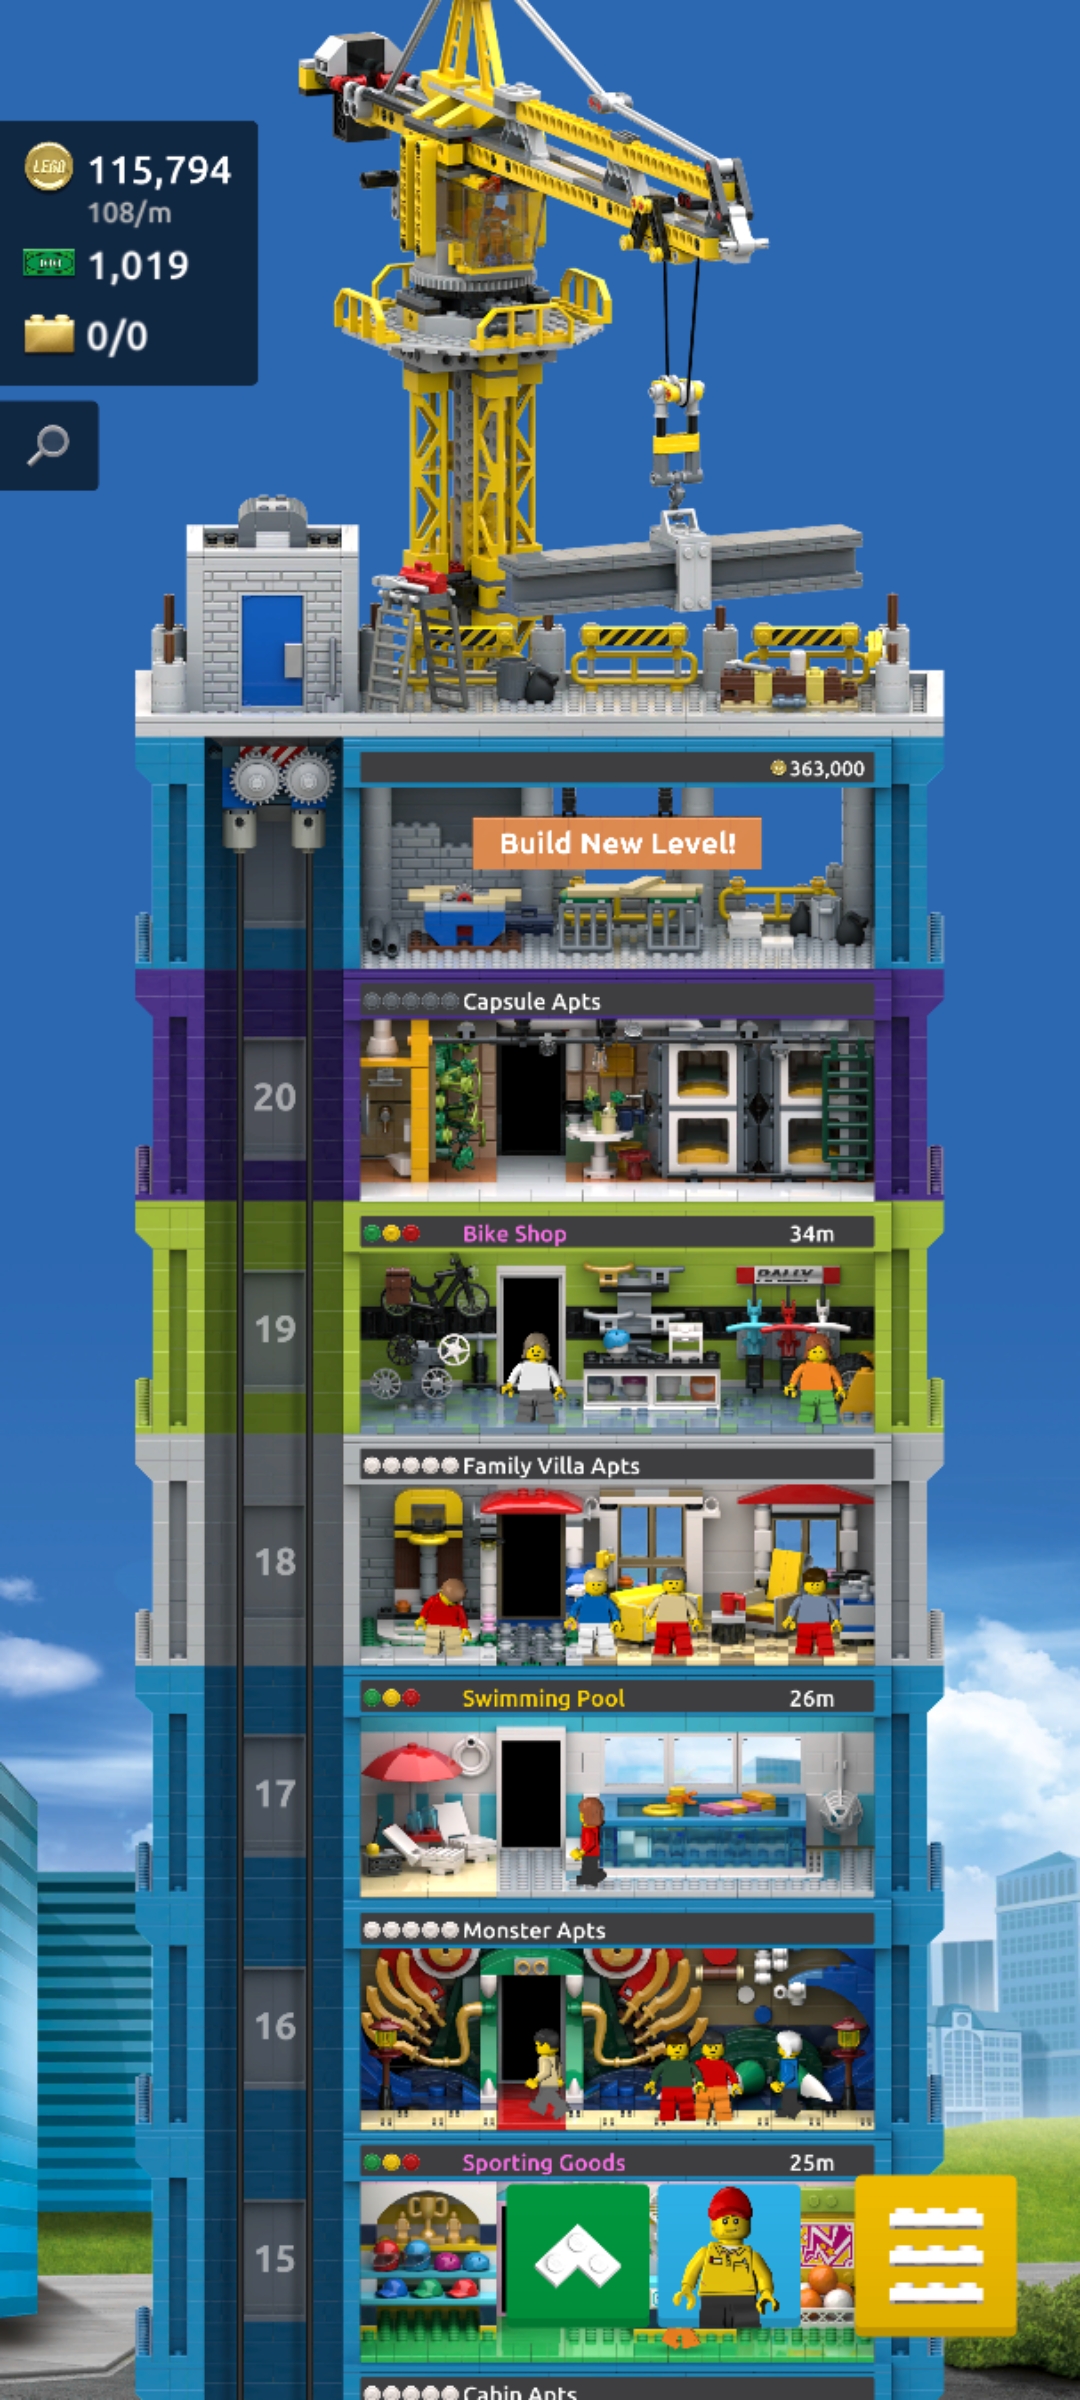 LEGO 115,794
108/m
1,019
0/0
363,000
Build New Level!
Capsule Apts
20
Bike Shop 34m
RALLY
19
Family Villa Apts
18
Swimming Pool 26m
17
Monster Apts
16
Sporting Goods 25m
15
Cabin Apts